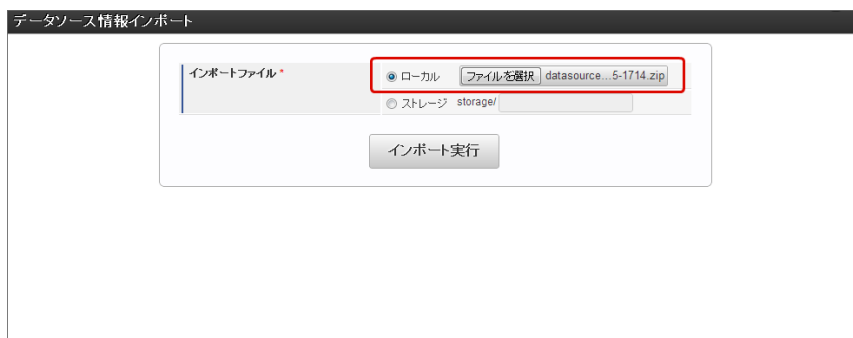 データソース情報インポート
インポートファイル *
ローカル ファイルを選択 datasource...5-1714.zip
ストレージ storage/
インポート実行